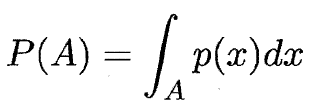 P(A) = ∫_A p(x)dx